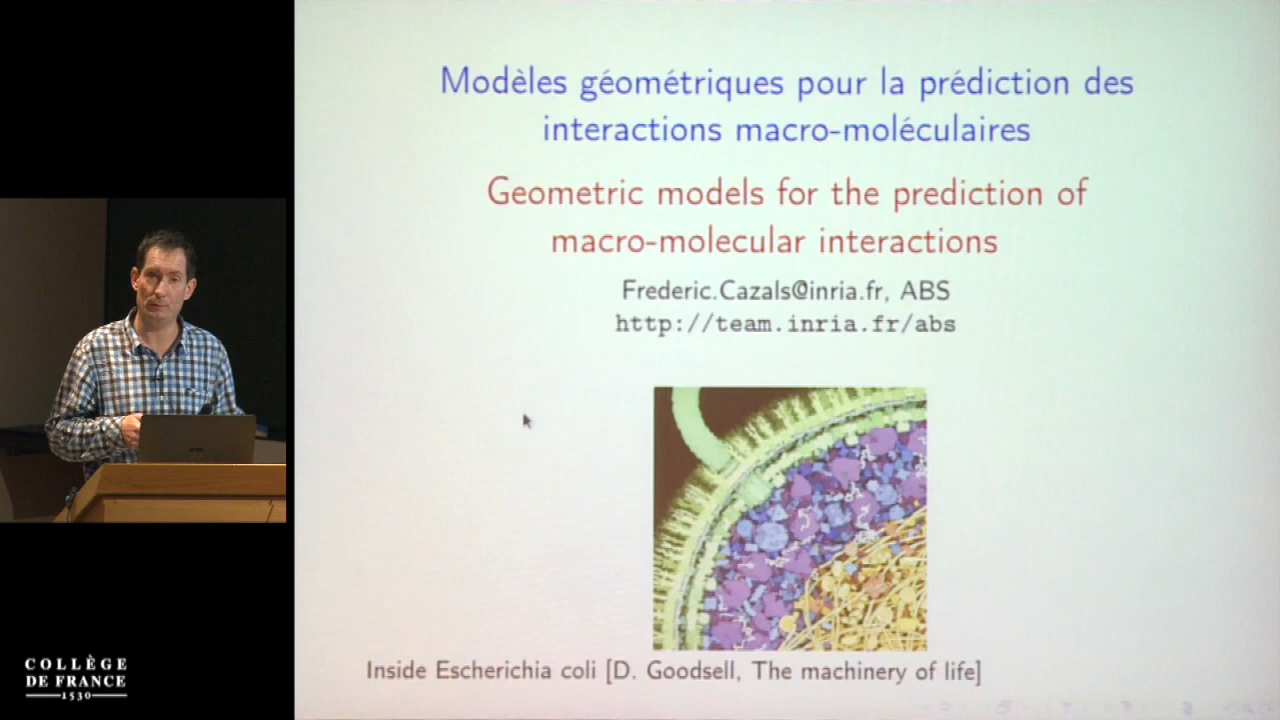 Modèles géométriques pour la prédiction des
interactions macro-moléculaires
Geometric models for the prediction of
macro-molecular interactions
Frederic.Cazals@inria.fr, ABS
http://team.inria.fr/abs
Inside Escherichia coli [D. Goodsell, The machinery of life]
COLLÈGE
DE FRANCE
1530